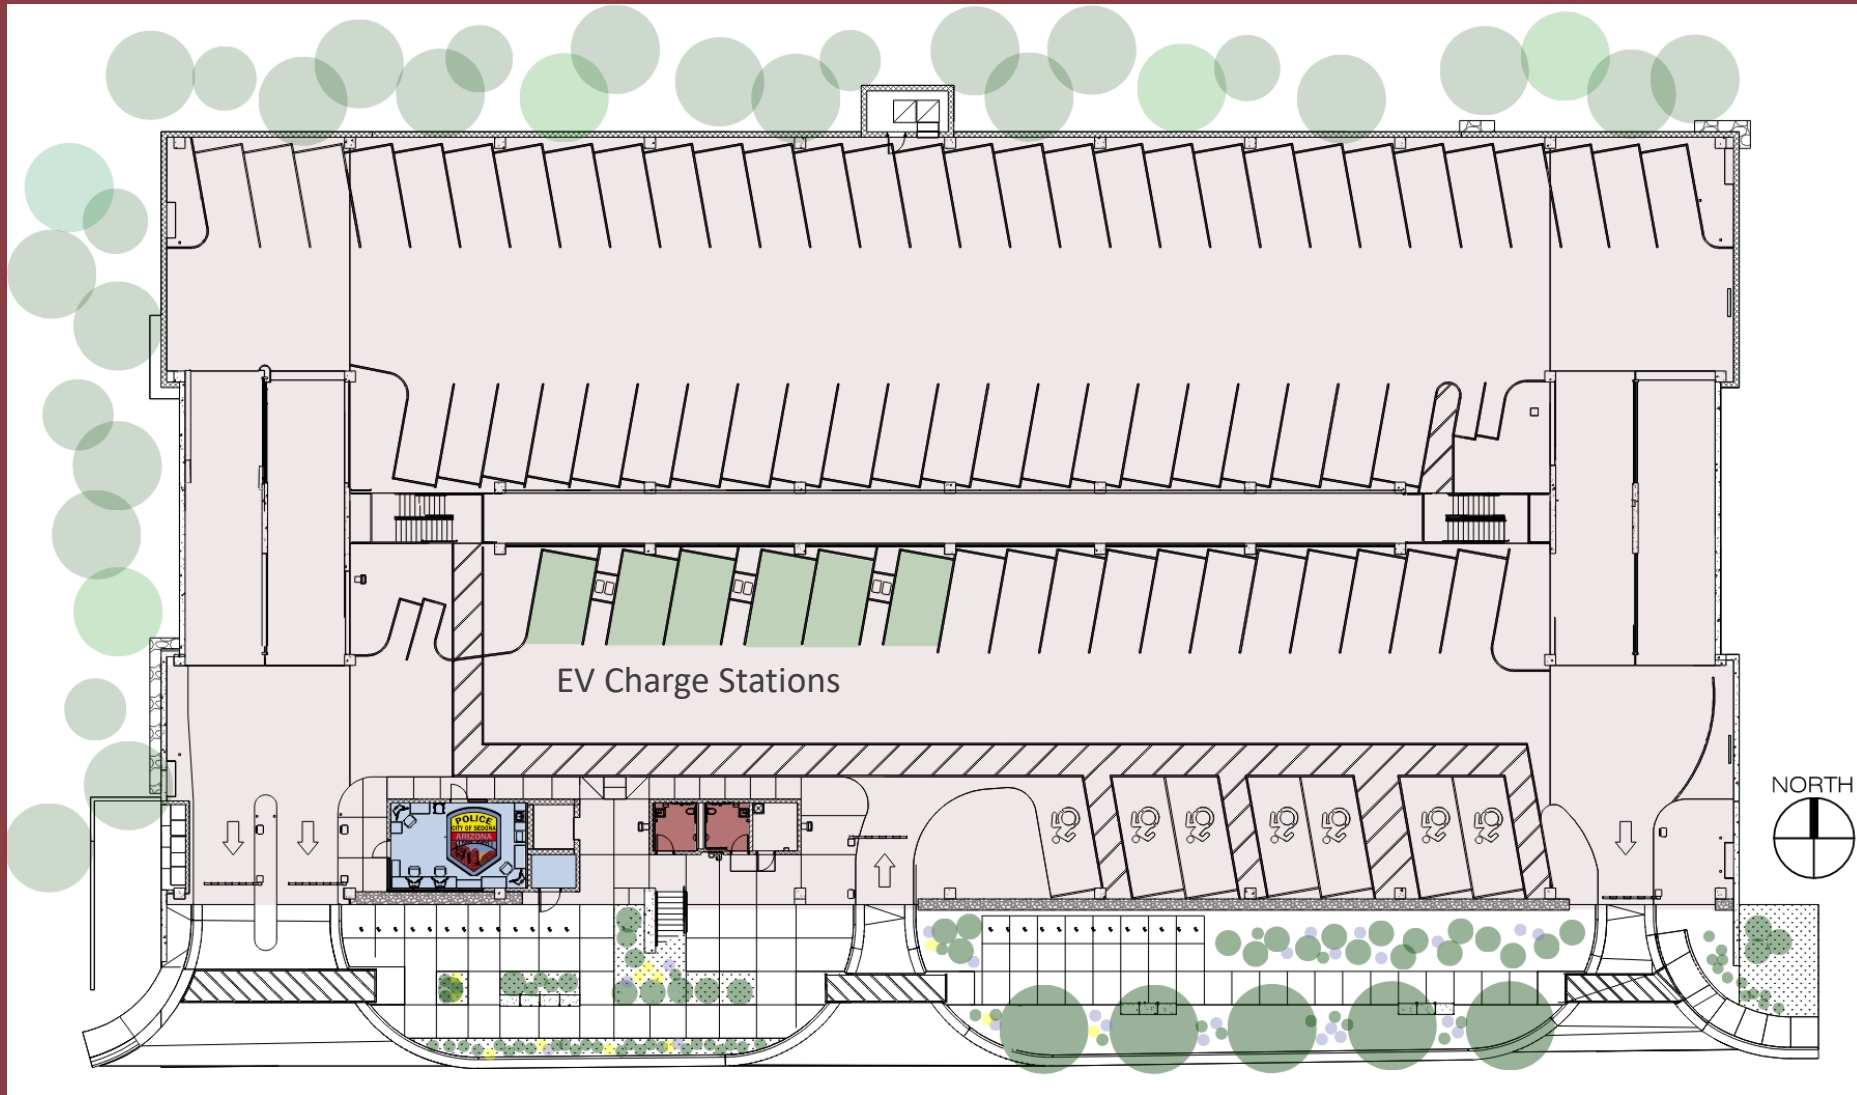 EV Charge Stations
NORTH
POLICE
CITY OF SEDONA
ARIZONA